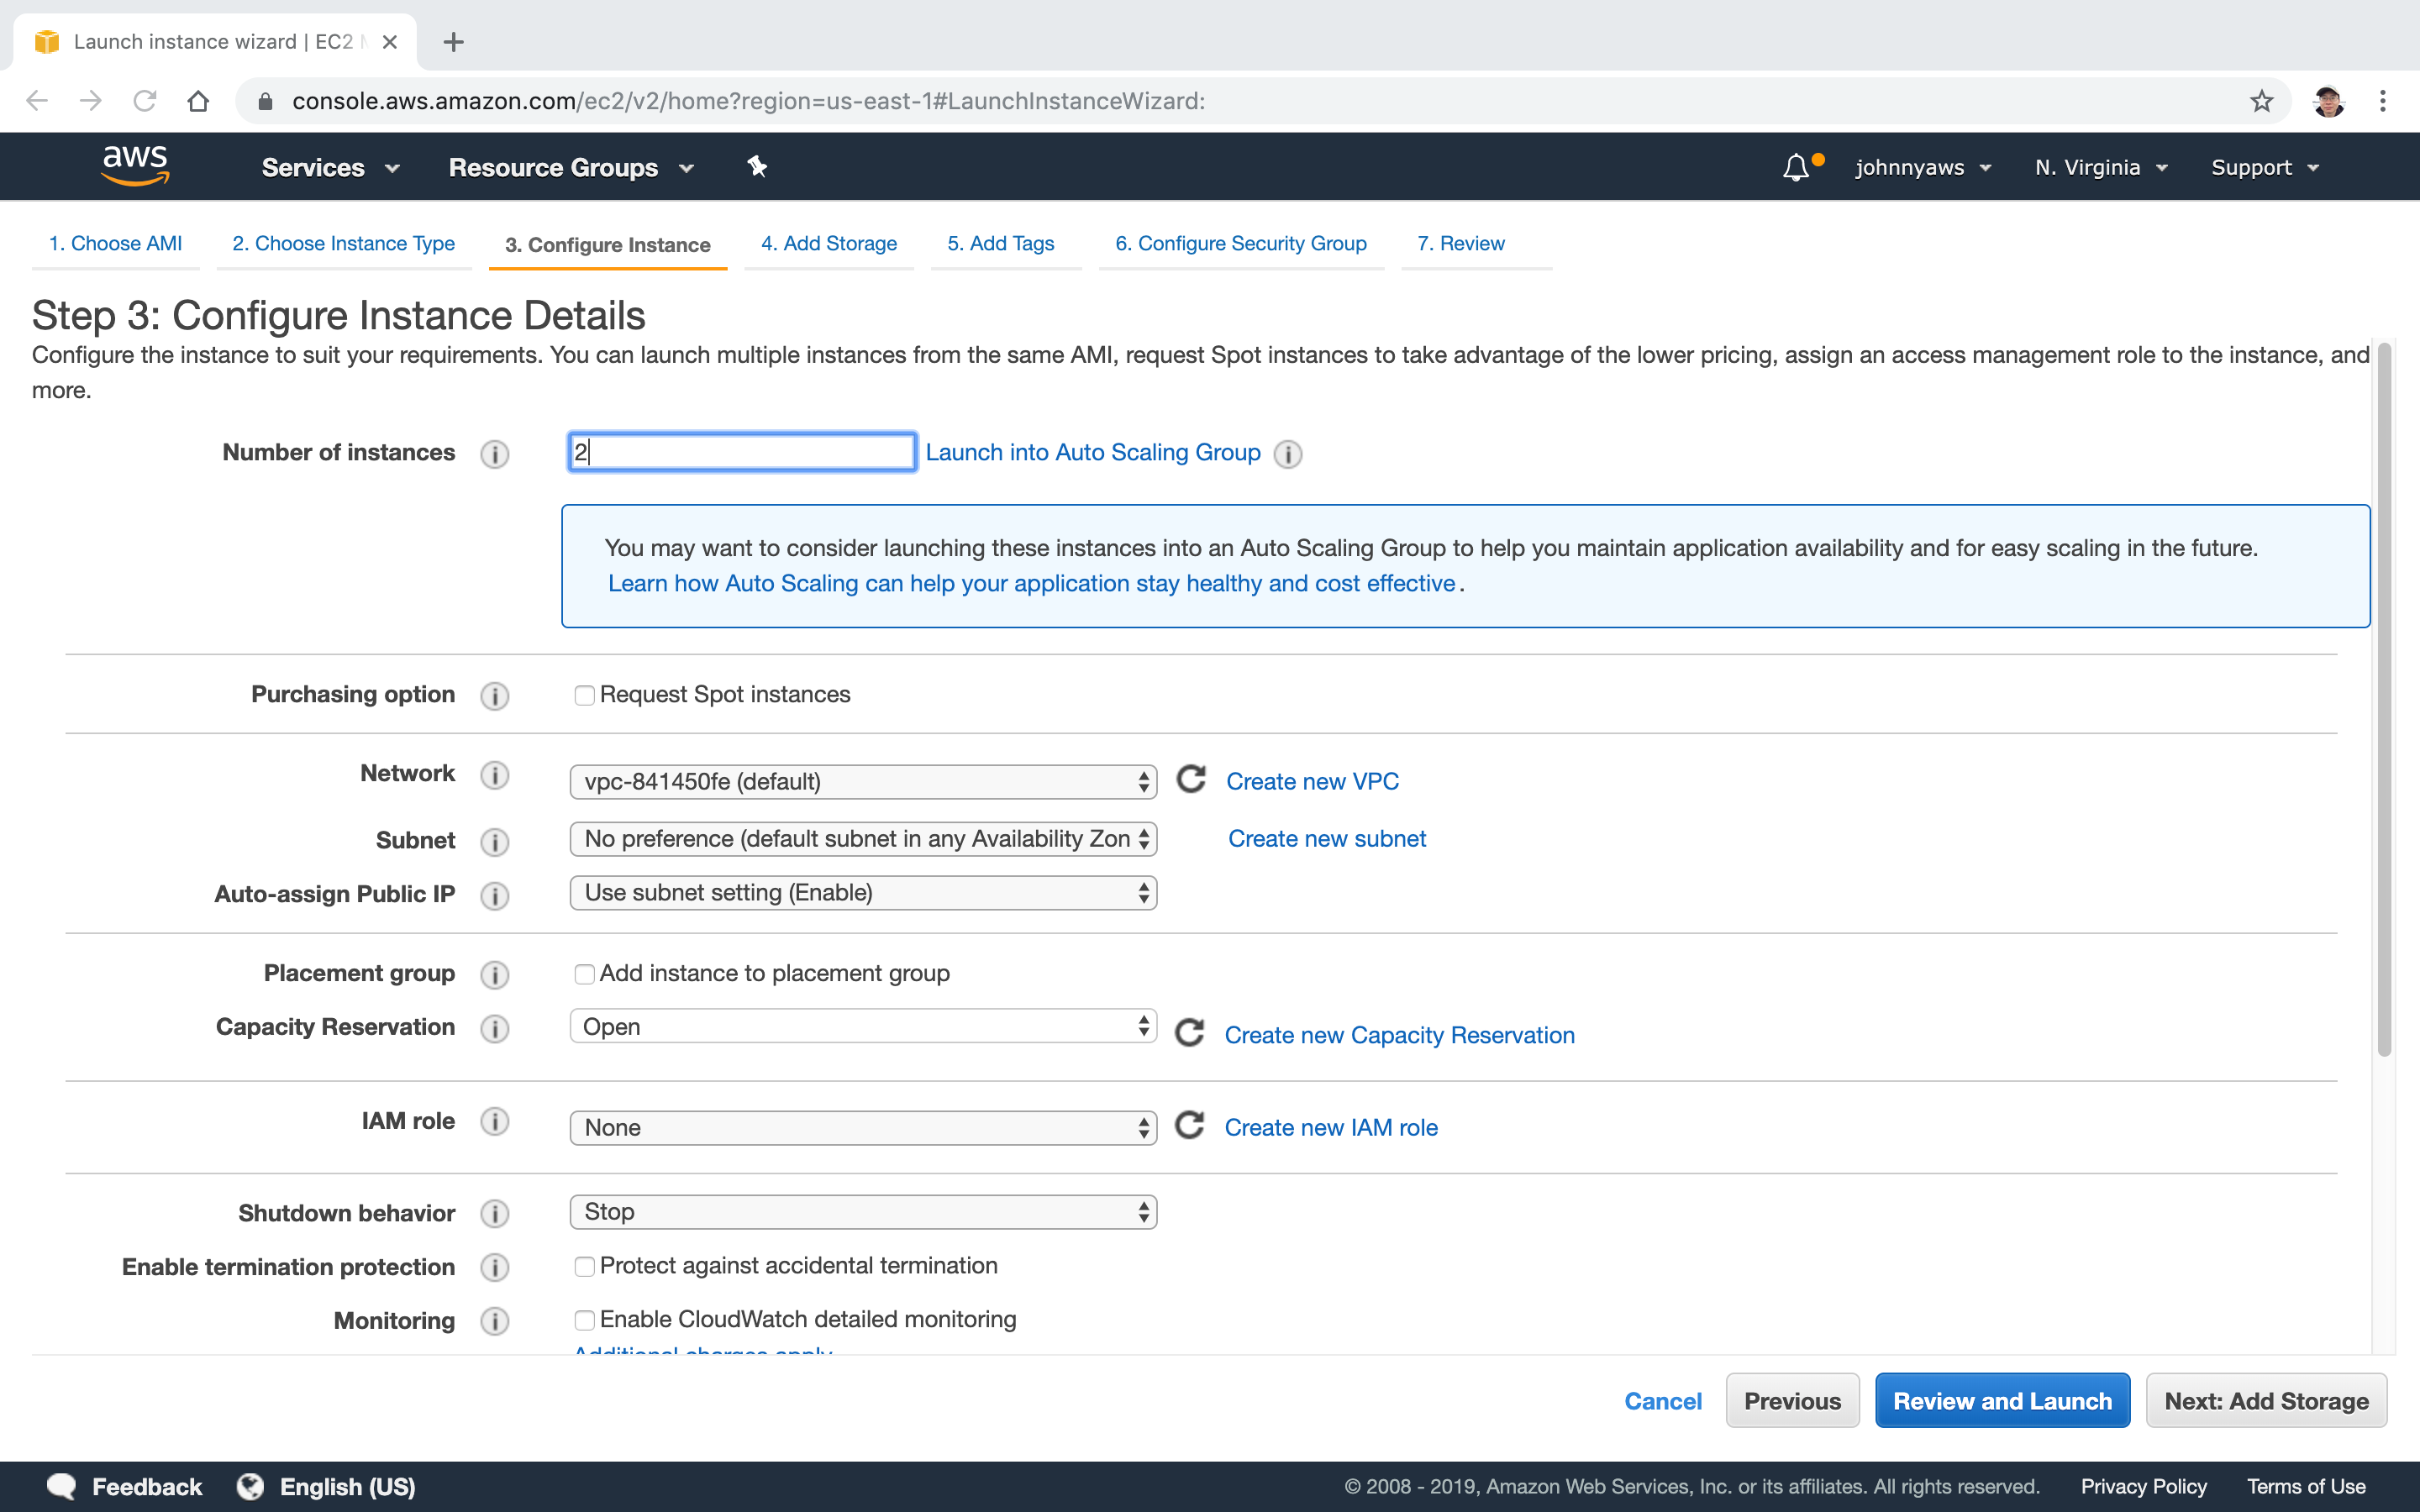 Launch instance wizard | EC2
console.aws.amazon.com/ec2/v2/home?region=us-east-1#LaunchInstanceWizard:
aws Services Resource Groups johnnyaws N. Virginia Support
1. Choose AMI 2. Choose Instance Type 3. Configure Instance 4. Add Storage 5. Add Tags 6. Configure Security Group 7. Review
Step 3: Configure Instance Details
Configure the instance to suit your requirements. You can launch multiple instances from the same AMI, request Spot instances to take advantage of the lower pricing, assign an access management role to the instance, and
more.
Number of instances 2 Launch into Auto Scaling Group
You may want to consider launching these instances into an Auto Scaling Group to help you maintain application availability and for easy scaling in the future.
Learn how Auto Scaling can help your application stay healthy and cost effective.
Purchasing option Request Spot instances
Network vpc-841450fe (default) Create new VPC
Subnet No preference (default subnet in any Availability Zon Create new subnet
Auto-assign Public IP Use subnet setting (Enable)
Placement group Add instance to placement group
Capacity Reservation Open Create new Capacity Reservation
IAM role None Create new IAM role
Shutdown behavior Stop
Enable termination protection Protect against accidental termination
Monitoring Enable CloudWatch detailed monitoring
Additional charges apply
Cancel Previous Review and Launch Next: Add Storage
Feedback English (US) © 2008 - 2019, Amazon Web Services, Inc. or its affiliates. All rights reserved. Privacy Policy Terms of Use